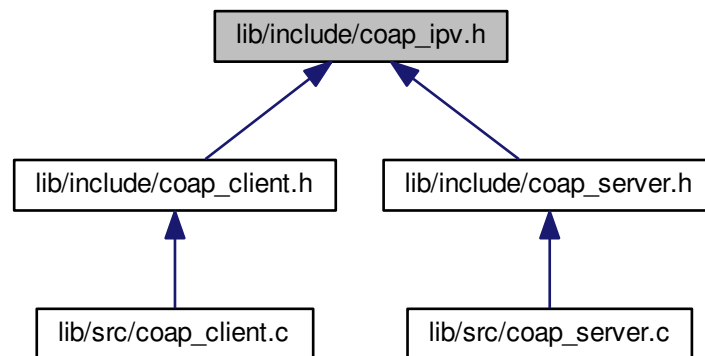 lib/include/coap_ipv.h
lib/include/coap_client.h
lib/include/coap_server.h
lib/src/coap_client.c
lib/src/coap_server.c